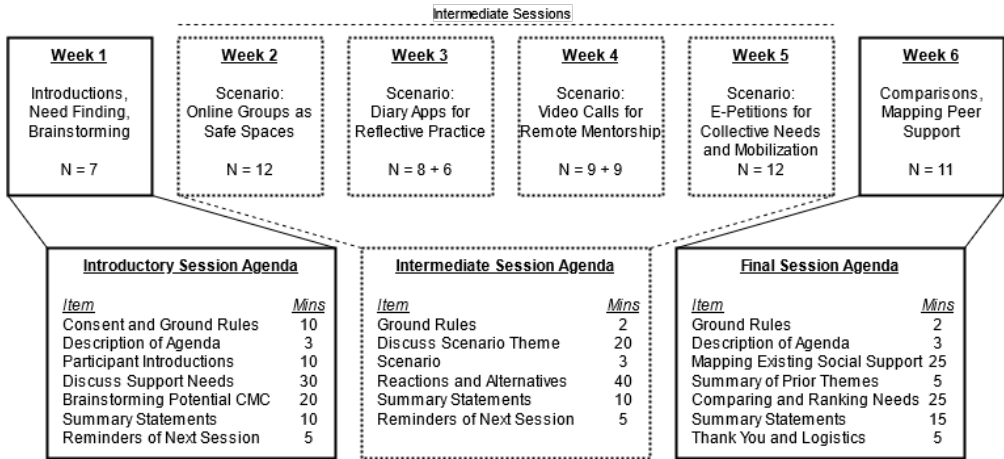 Intermediate Sessions
Week 1
Introductions,
Need Finding,
Brainstorming
N = 7
Week 2
Scenario:
Online Groups as
Safe Spaces
N = 12
Week 3
Scenario:
Diary Apps for
Reflective Practice
N = 8 + 6
Week 4
Scenario:
Video Calls for
Remote Mentorship
N = 9 + 9
Week 5
Scenario:
E-Petitions for
Collective Needs
and Mobilization
N = 12
Week 6
Comparisons,
Mapping Peer
Support
N = 11
Introductory Session Agenda
Item Mins
Consent and Ground Rules 10
Description of Agenda 3
Participant Introductions 10
Discuss Support Needs 30
Brainstorming Potential CMC 20
Summary Statements 10
Reminders of Next Session 5
Intermediate Session Agenda
Item Mins
Ground Rules 2
Discuss Scenario Theme 20
Scenario 3
Reactions and Alternatives 40
Summary Statements 10
Reminders of Next Session 5
Final Session Agenda
Item Mins
Ground Rules 2
Description of Agenda 3
Mapping Existing Social Support 25
Summary of Prior Themes 5
Comparing and Ranking Needs 25
Summary Statements 15
Thank You and Logistics 5